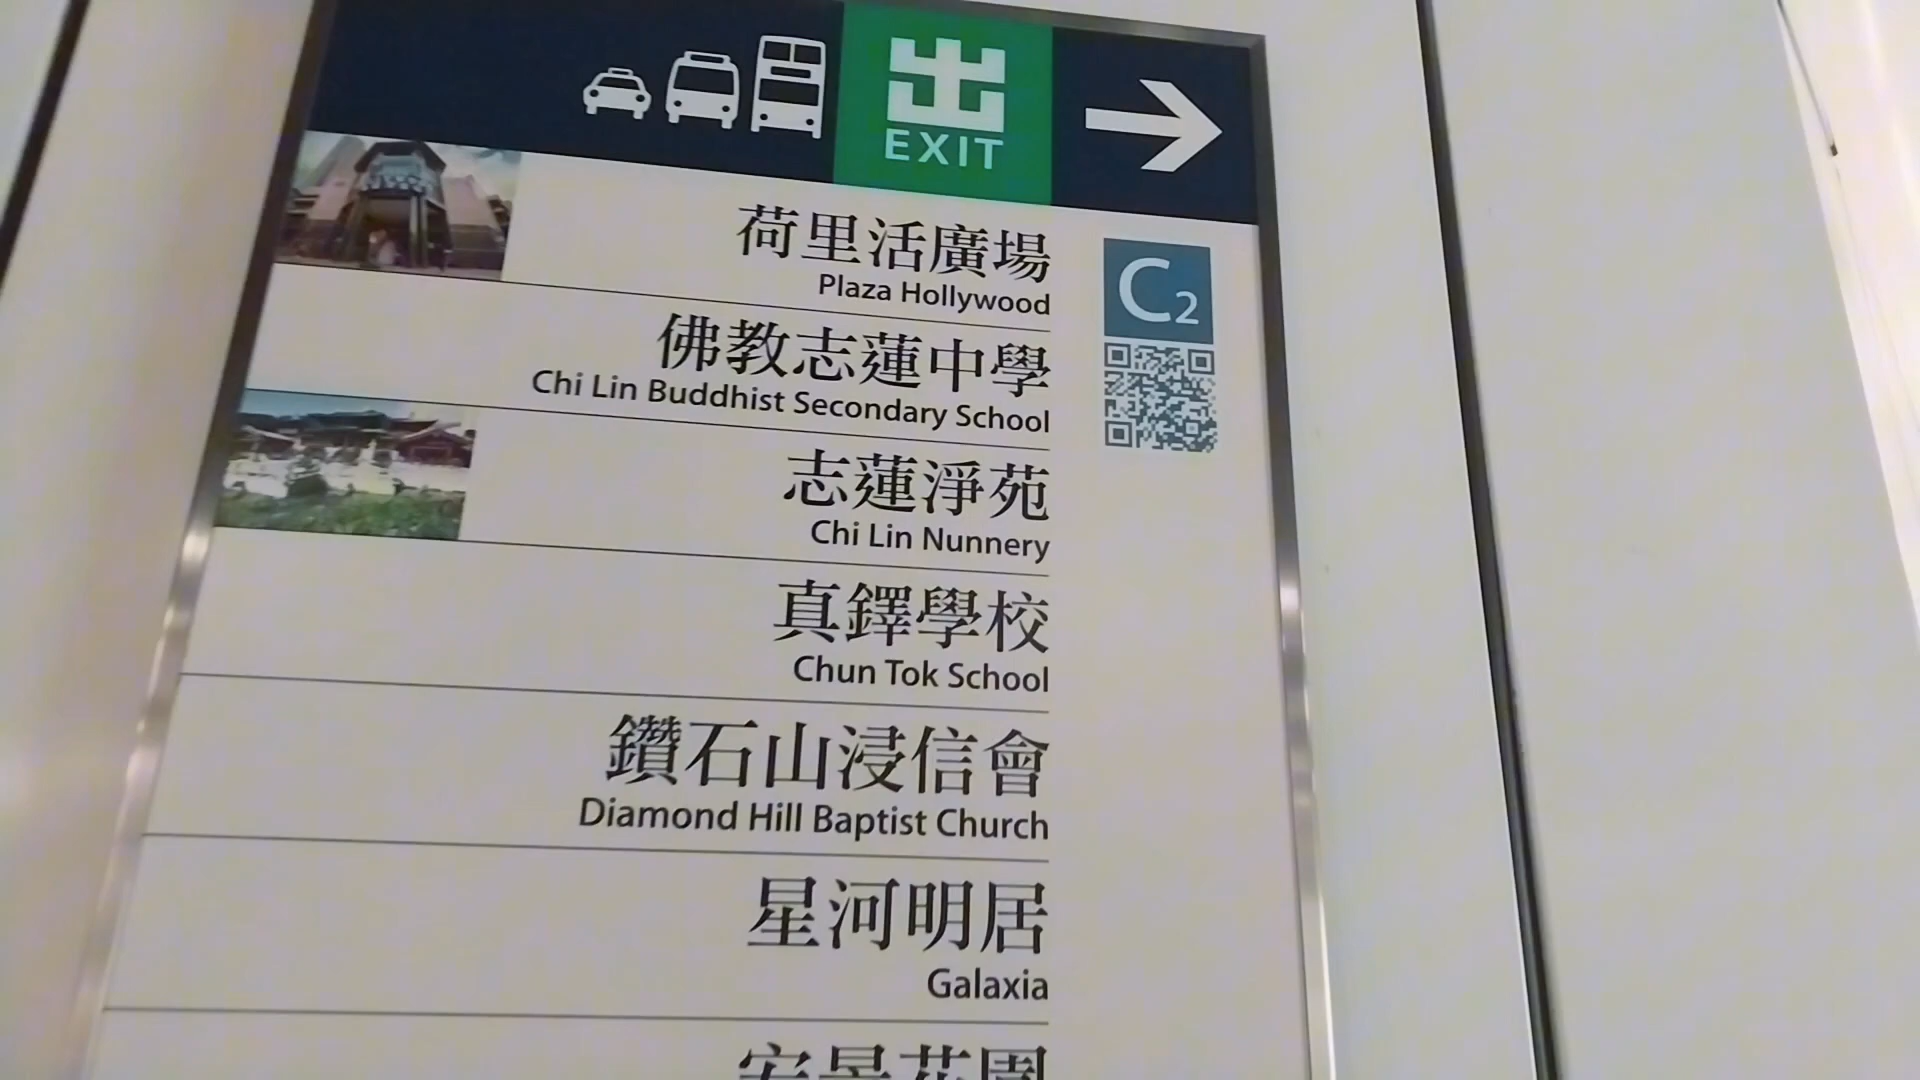 出
EXIT
荷里活廣場
Plaza Hollywood
C2
佛教志蓮中學
Chi Lin Buddhist Secondary School
志蓮淨苑
Chi Lin Nunnery
真鐸學校
Chun Tok School
鑽石山浸信會
Diamond Hill Baptist Church
星河明居
Galaxia